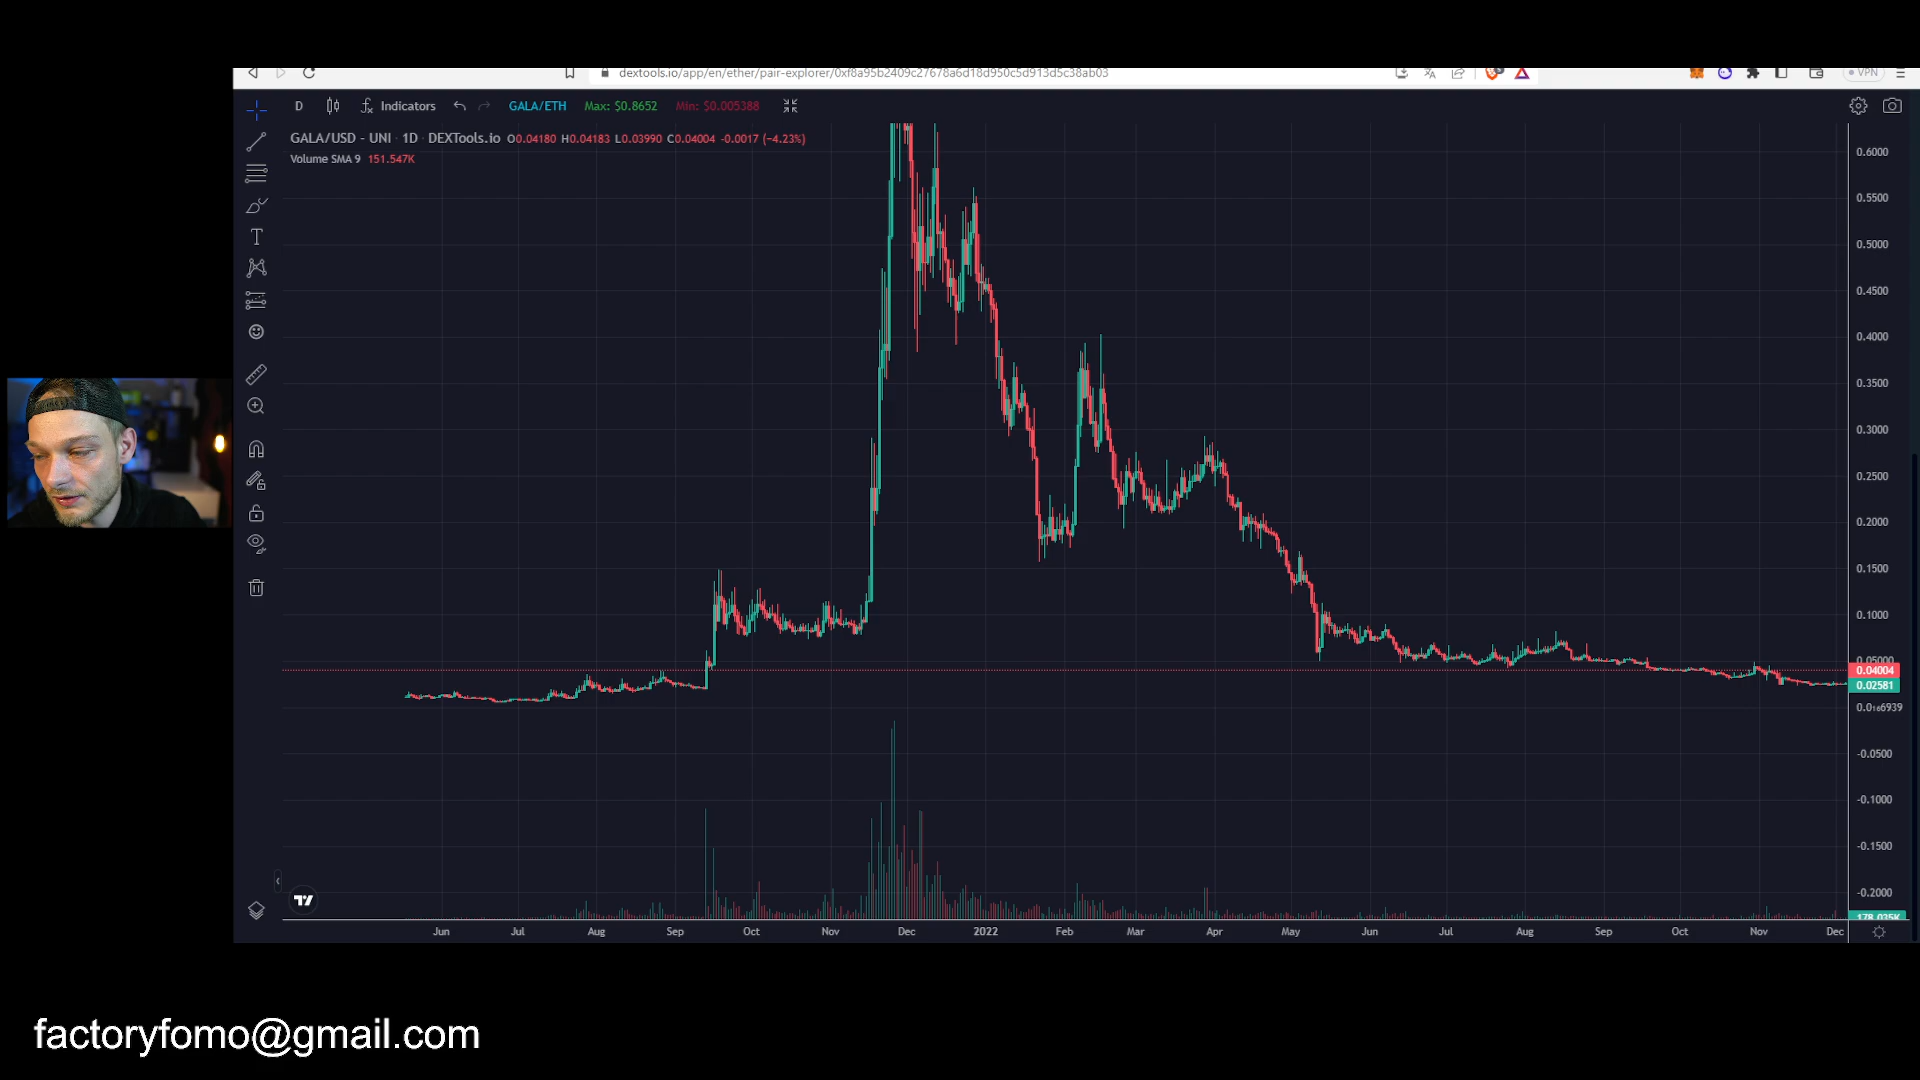 dextools.io/app/en/ether/pair-explorer/0xf8a95b2409c27678a6d18d950c5d913d5c38ab03
VPN
D Indicators GALA/ETH Max: $0.8652 Min: $0.005388
GALA/USD - UNI · 1D · DEXTools.io O0.04180 H0.04183 L0.03990 C0.04004 -0.0017 (-4.23%)
Volume SMA 9 151.547K
0.6000
0.5500
0.5000
0.4500
0.4000
0.3500
0.3000
0.2500
0.2000
0.1500
0.1000
0.05000
0.04004
0.02581
-0.0500
-0.1000
-0.1500
-0.2000
178.035K
Jun Jul Aug Sep Oct Nov Dec 2022 Feb Mar Apr May Jun Jul Aug Sep Oct Nov Dec
factoryfomo@gmail.com